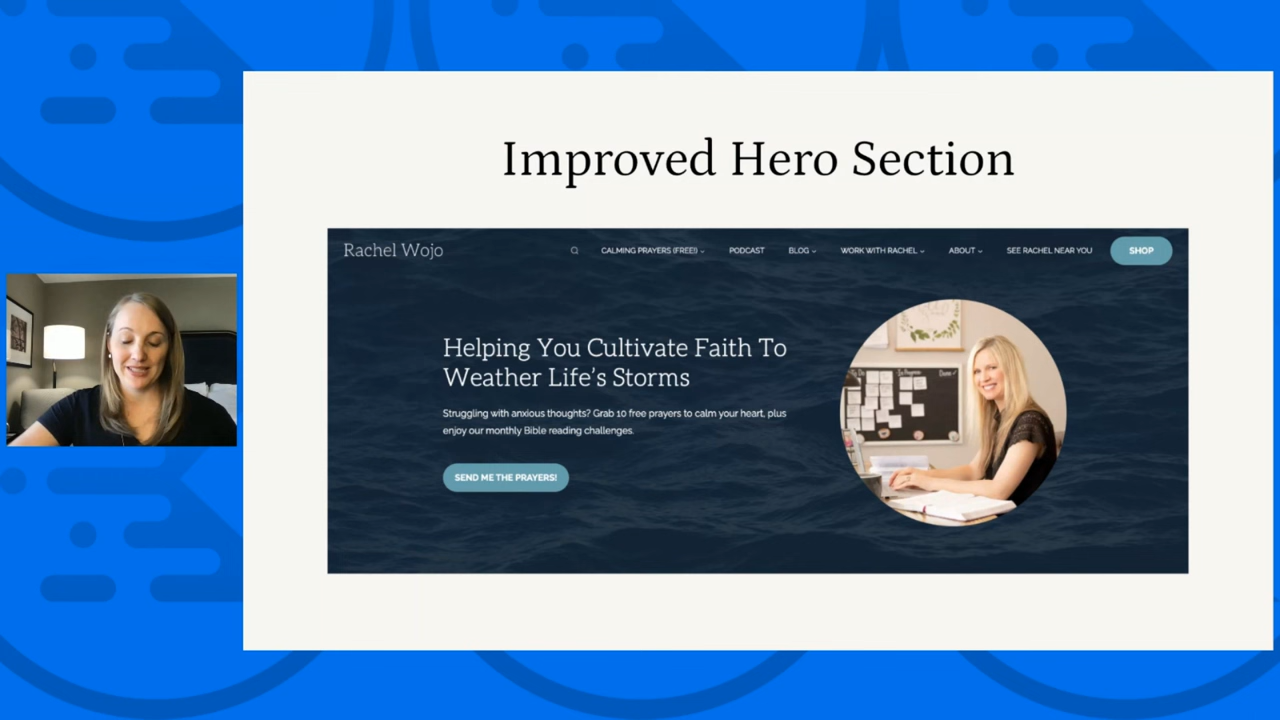 Improved Hero Section
Rachel Wojo
CALMING PRAYERS (FREE!) PODCAST BLOG WORK WITH RACHEL ABOUT SEE RACHEL NEAR YOU SHOP
Helping You Cultivate Faith To
Weather Life's Storms
Struggling with anxious thoughts? Grab 10 free prayers to calm your heart, plus
enjoy our monthly Bible reading challenges.
SEND ME THE PRAYERS!